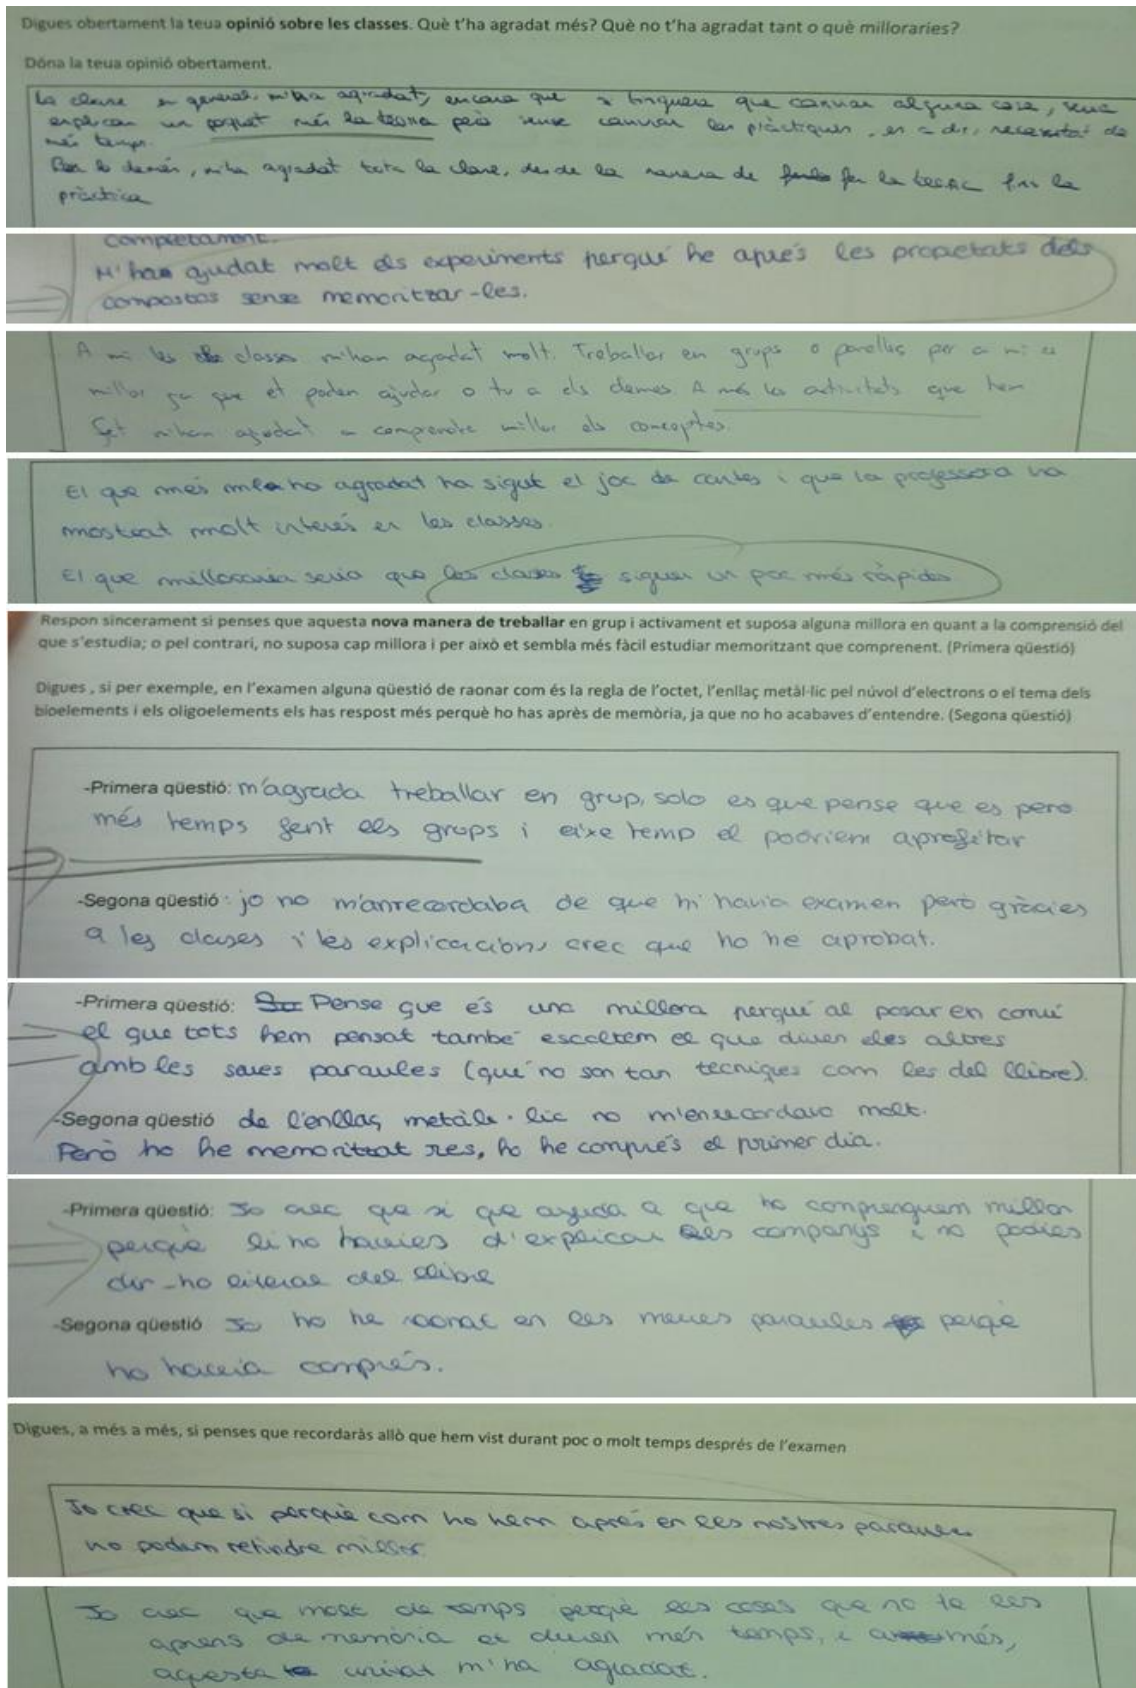 Digues obertament la teua opinió sobre les classes. Què t'ha agradat més? Què no t'ha agradat tant o què milloraries?
Dóna la teua opinió obertament.
La classe en general m'ha agradat, encara que si tinguera que canviar alguna cosa, seria
explicar un poquet més la teoria però sense canviar les pràctiques, es a dir, necessitat de
més temps.
Per lo demés, m'ha agradat tota la classe, desde la manera de fer la teoria fins la
pràctica
Completament.
M'han ajudat molt els experiments perquè he aprés les propietats dels
compostos sense memoritzar-les.
A mi les classes m'han agradat molt. Treballar en grups o parelles per a mi es
millor ja que et poden ajudar o tu a els demes. A més les activitats que hem
fet m'han ajudat a comprendre millor els conceptes.
El que més m'ha agradat ha sigut el joc de cartes i que la professora ha
mostrat molt interés en les classes.
El que milloraria seria que les clases siguen un poc més ràpides
Respon sincerament si penses que aquesta nova manera de treballar en grup i activament et suposa alguna millora en quant a la comprensió del
que s'estudia; o pel contrari, no suposa cap millora i per això et sembla més fàcil estudiar memoritzant que comprenent. (Primera qüestió)
Digues , si per exemple, en l'examen alguna qüestió de raonar com és la regla de l'octet, l'enllaç metàl·lic pel núvol d'electrons o el tema dels
bioelements i els oligoelements els has respost més perquè ho has après de memòria, ja que no ho acabaves d'entendre. (Segona qüestió)
-Primera qüestió: m'agrada treballar en grup, solo es que pense que es perd
més temps fent els grups i eixe temp el podriem aprofitar
-Segona qüestió: jo no m'anrecordaba de que hi havia examen però gràcies
a les clases i les explicacions crec que ho he aprobat.
-Primera qüestió: Pense que és una millora perquè al posar en comú
el que tots hem pensat també escoltem el que diuen els altres
amb les seues paraules (que no son tan tecniques com les del llibre).
-Segona qüestió de l'enllaç metàl·lic no m'enrecordava molt.
Però no he memoritzat res, ho he comprés el primer dia.
-Primera qüestió: Jo crec que si que ajuda a que ho comprenguem millor
perquè li ho havies d'explicar als companys i no podies
dir-ho literal del llibre
-Segona qüestió Jo ho he raonat en les meues paraules perquè
ho havia comprés.
Digues, a més a més, si penses que recordaràs allò que hem vist durant poc o molt temps després de l'examen
Jo crec que si perquè com ho hem aprés en les nostres paraules
ho podem retindre millor.
Jo crec que molt de temps perquè les coses que no te les
aprens de memòria et duren més temps, i a més,
aquesta unitat m'ha agradat.